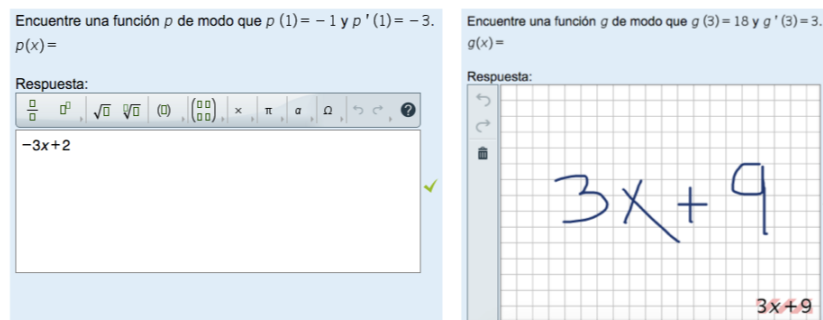 Encuentre una función p de modo que p (1) = − 1 y p ' (1) = − 3.
p(x) =
Respuesta:
× π α Ω ?
−3x+2
Encuentre una función g de modo que g (3) = 18 y g ' (3) = 3.
g(x) =
Respuesta:
3x+9
3x+9